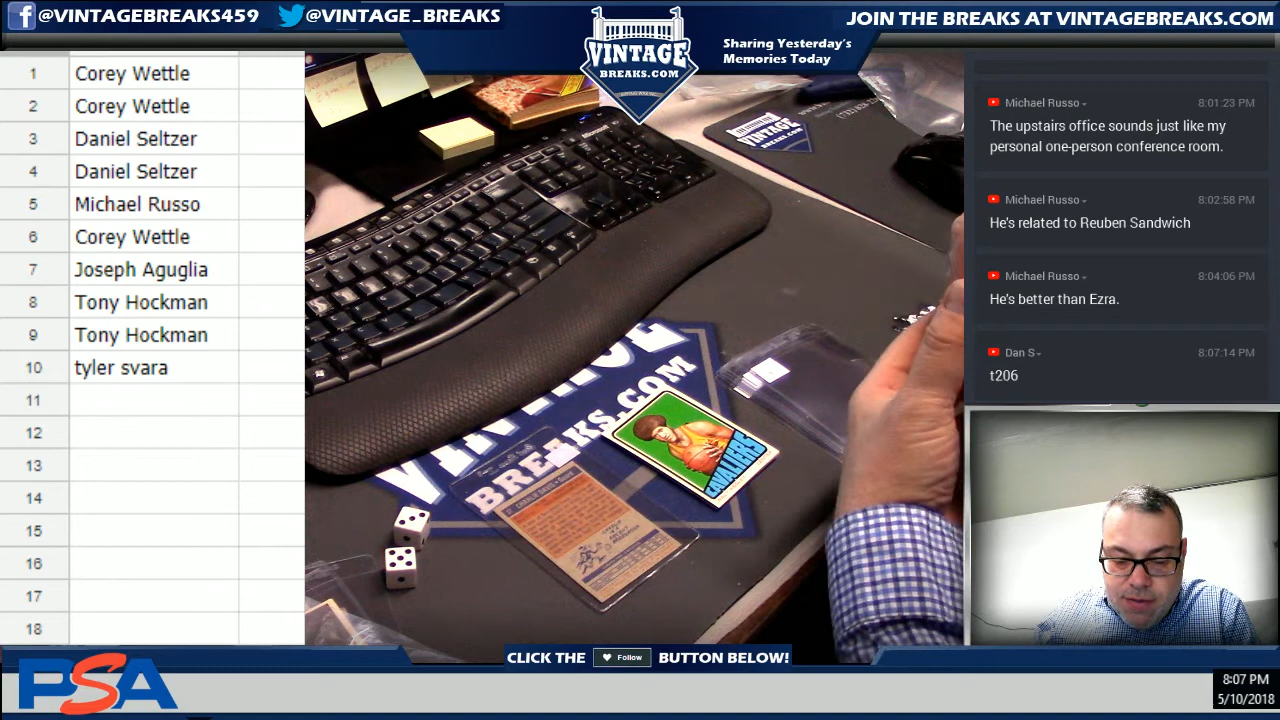 @VINTAGEBREAKS459
@VINTAGE_BREAKS
VINTAGE
BREAKS.COM
Sharing Yesterday's
Memories Today
JOIN THE BREAKS AT VINTAGEBREAKS.COM
1 Corey Wettle
2 Corey Wettle
3 Daniel Seltzer
4 Daniel Seltzer
5 Michael Russo
6 Corey Wettle
7 Joseph Aguglia
8 Tony Hockman
9 Tony Hockman
10 tyler svara
11
12
13
14
15
16
17
18
Microsoft
VINTAGE
BREAKS.COM
VINTAGE
BREAKS.COM
CAVALIERS
CHARLIE DAVIS • Guard
Michael Russo
8:01:23 PM
The upstairs office sounds just like my
personal one-person conference room.
Michael Russo
8:02:58 PM
He's related to Reuben Sandwich
Michael Russo
8:04:06 PM
He's better than Ezra.
Dan S
8:07:14 PM
t206
CLICK THE
Follow
BUTTON BELOW!
PSA
8:07 PM
5/10/2018